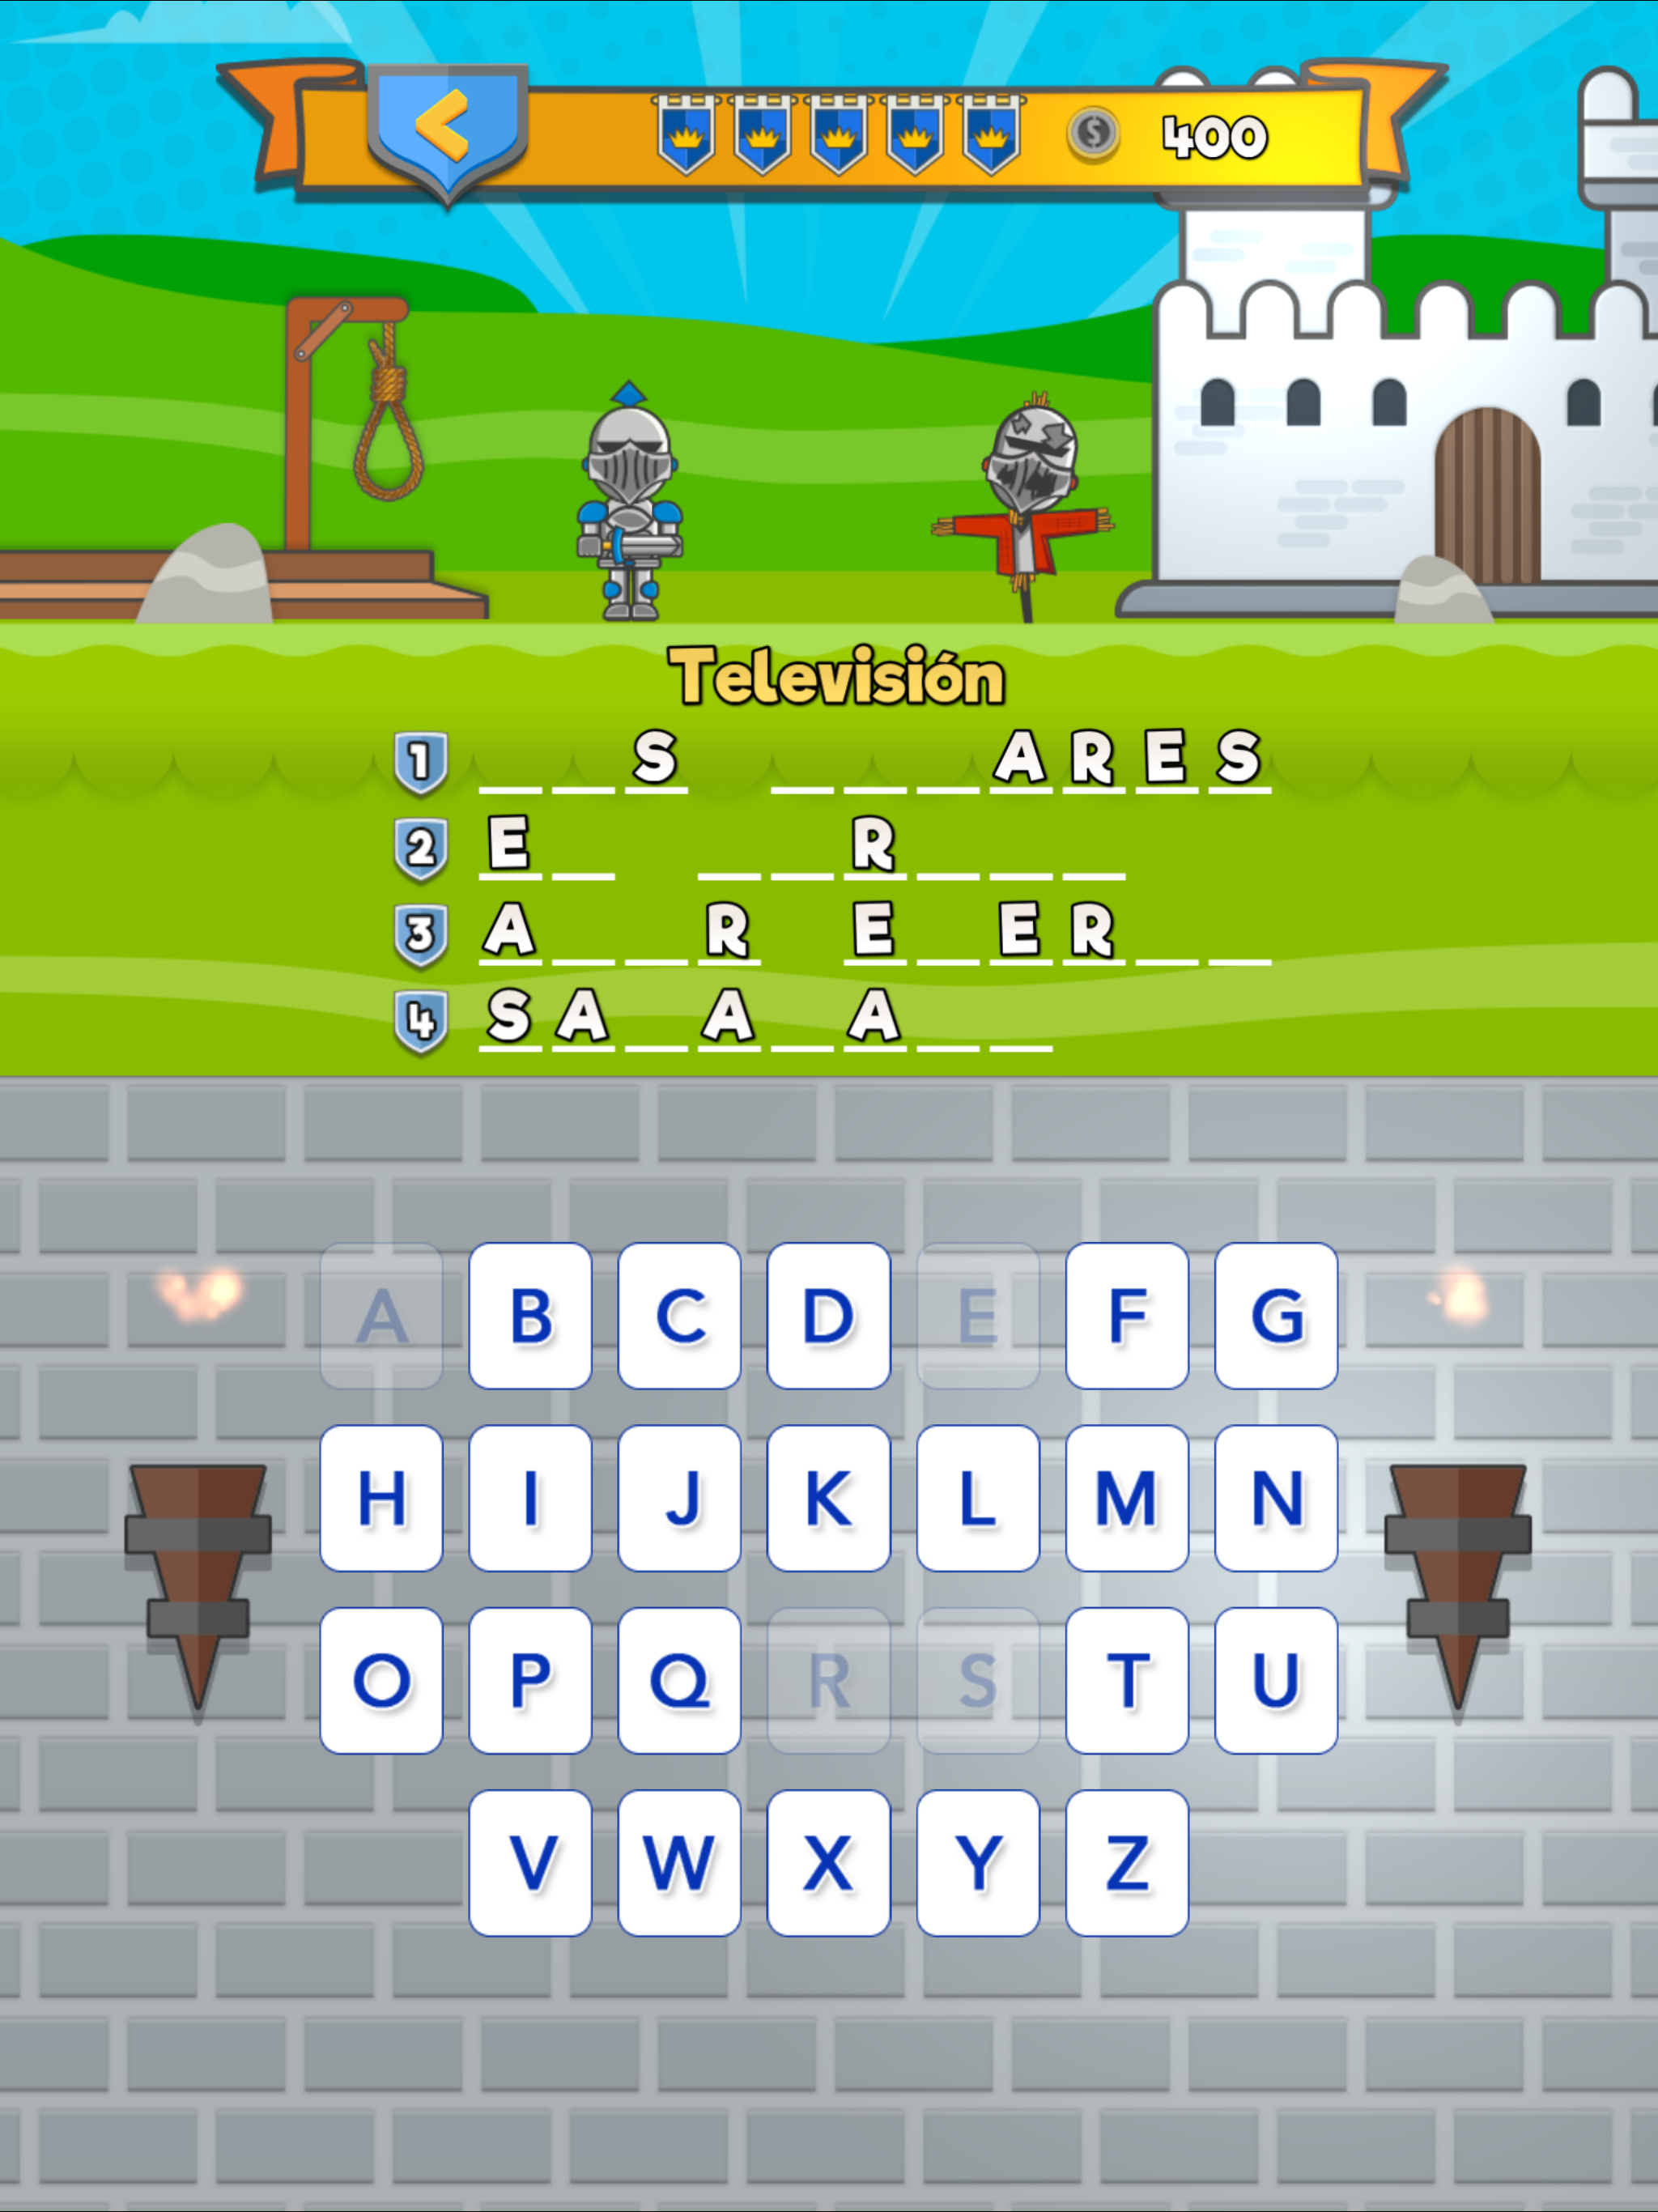 400
Televisión
1 _ _ S _ _ _ A R E S
2 E _ _ _ R _ _ _
3 A _ _ R E _ E R _ _
4 S A _ A _ A _ _
A B C D E F G
H I J K L M N
O P Q R S T U
V W X Y Z